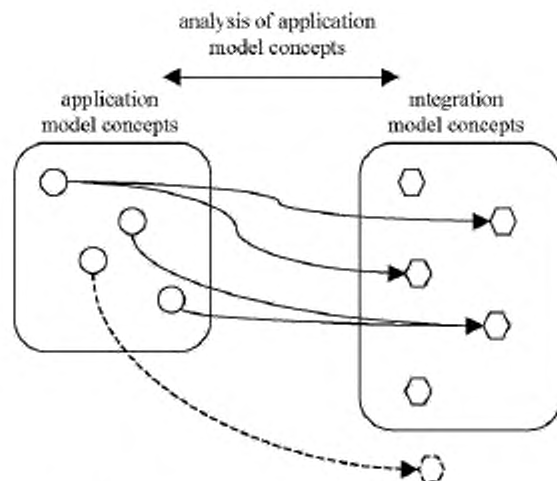 analysis of application
model concepts
application
model concepts
integration
model concepts